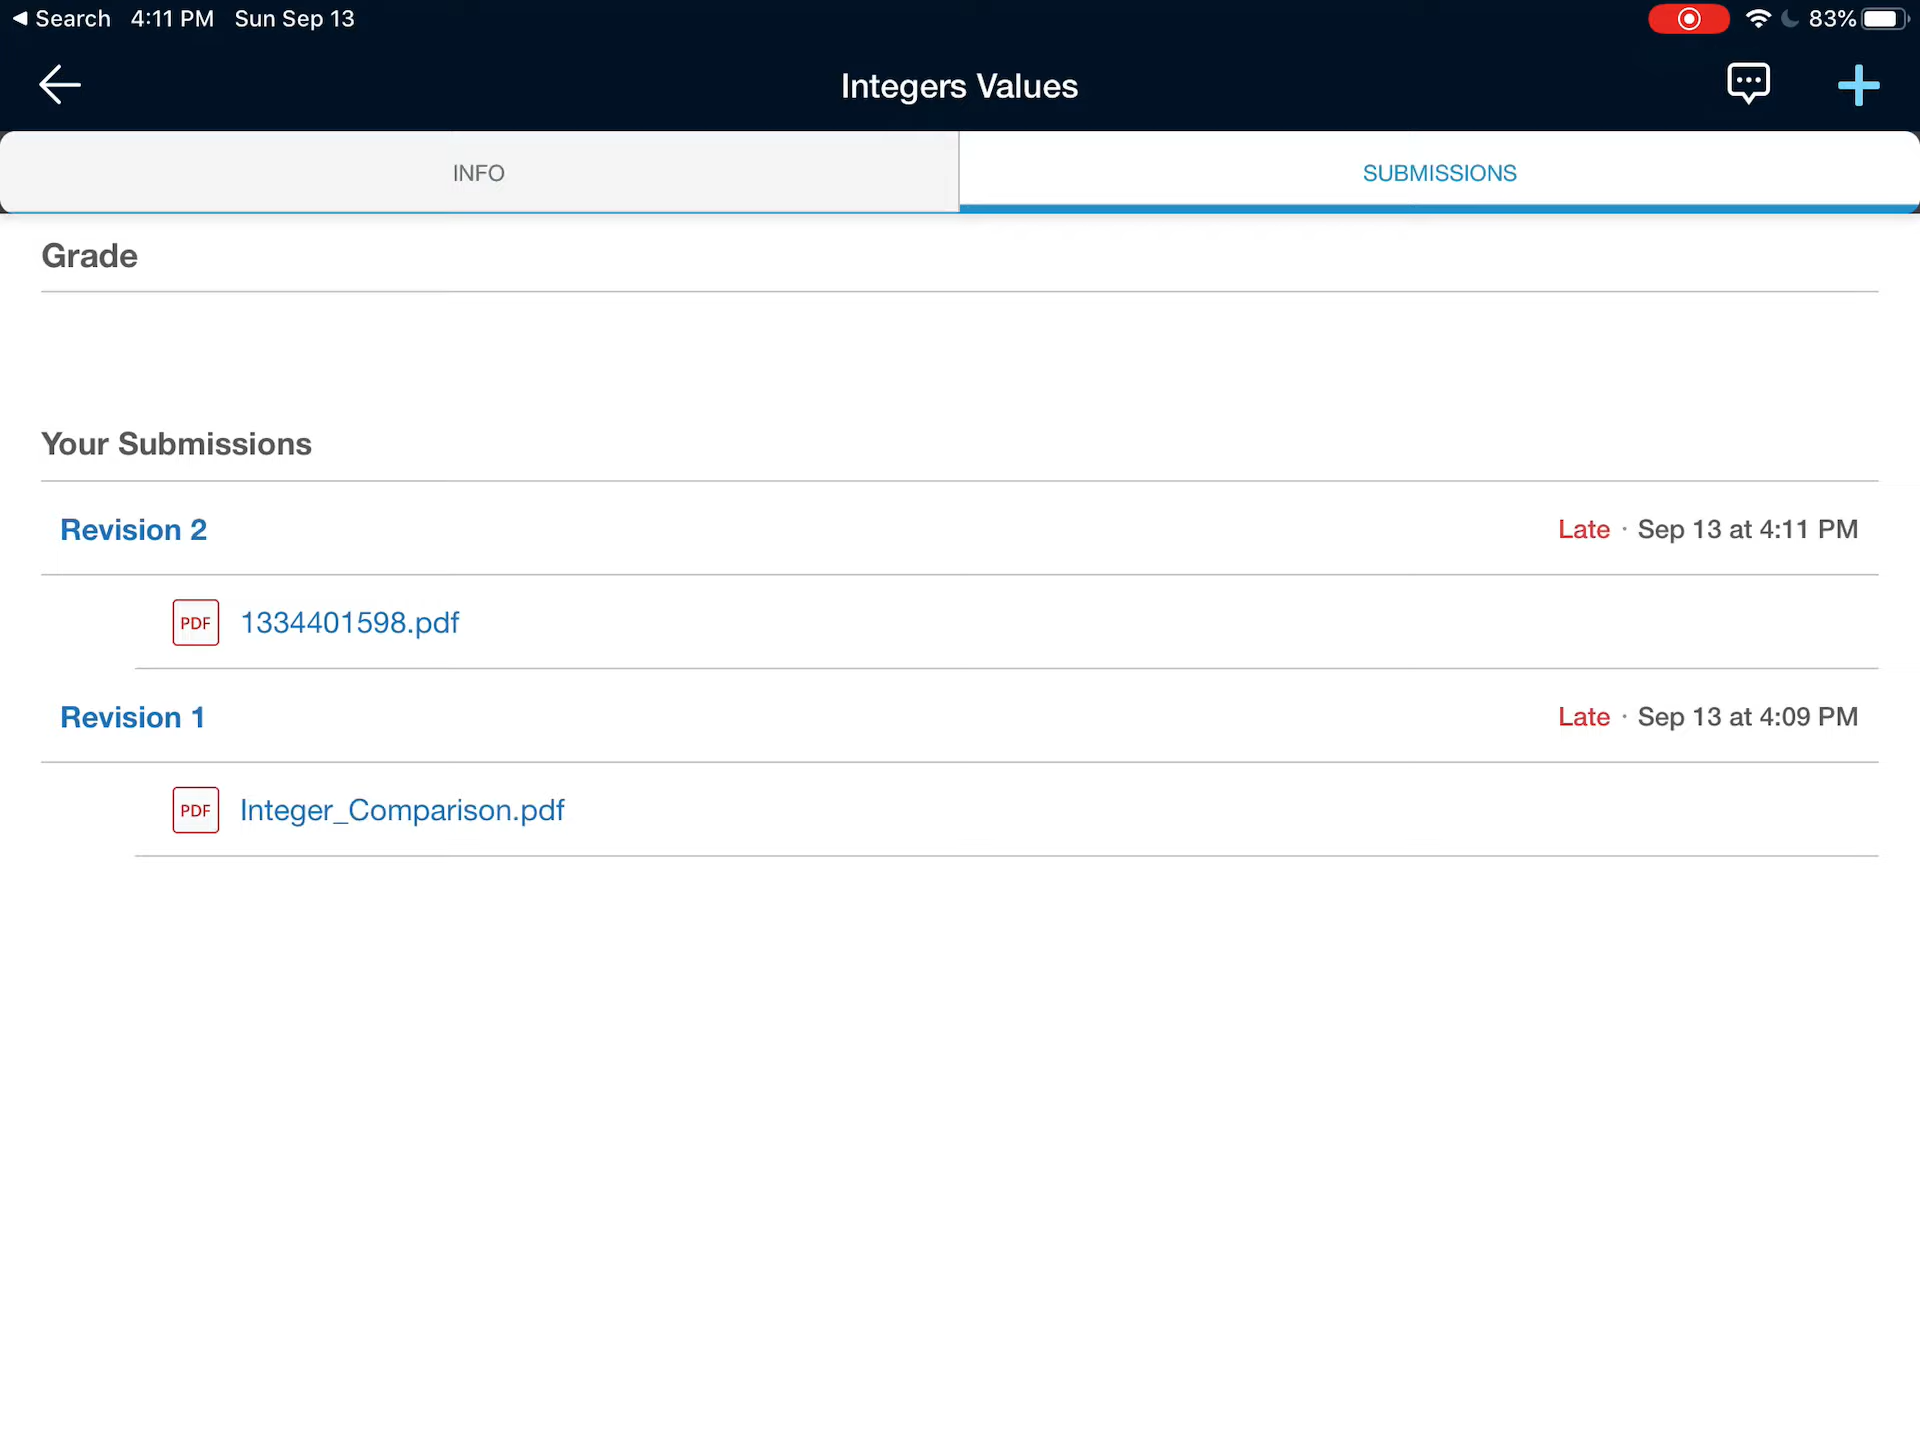 Search 4:11 PM Sun Sep 13 83%
Integers Values
INFO SUBMISSIONS
Grade
Your Submissions
Revision 2 Late · Sep 13 at 4:11 PM
PDF 1334401598.pdf
Revision 1 Late · Sep 13 at 4:09 PM
PDF Integer_Comparison.pdf